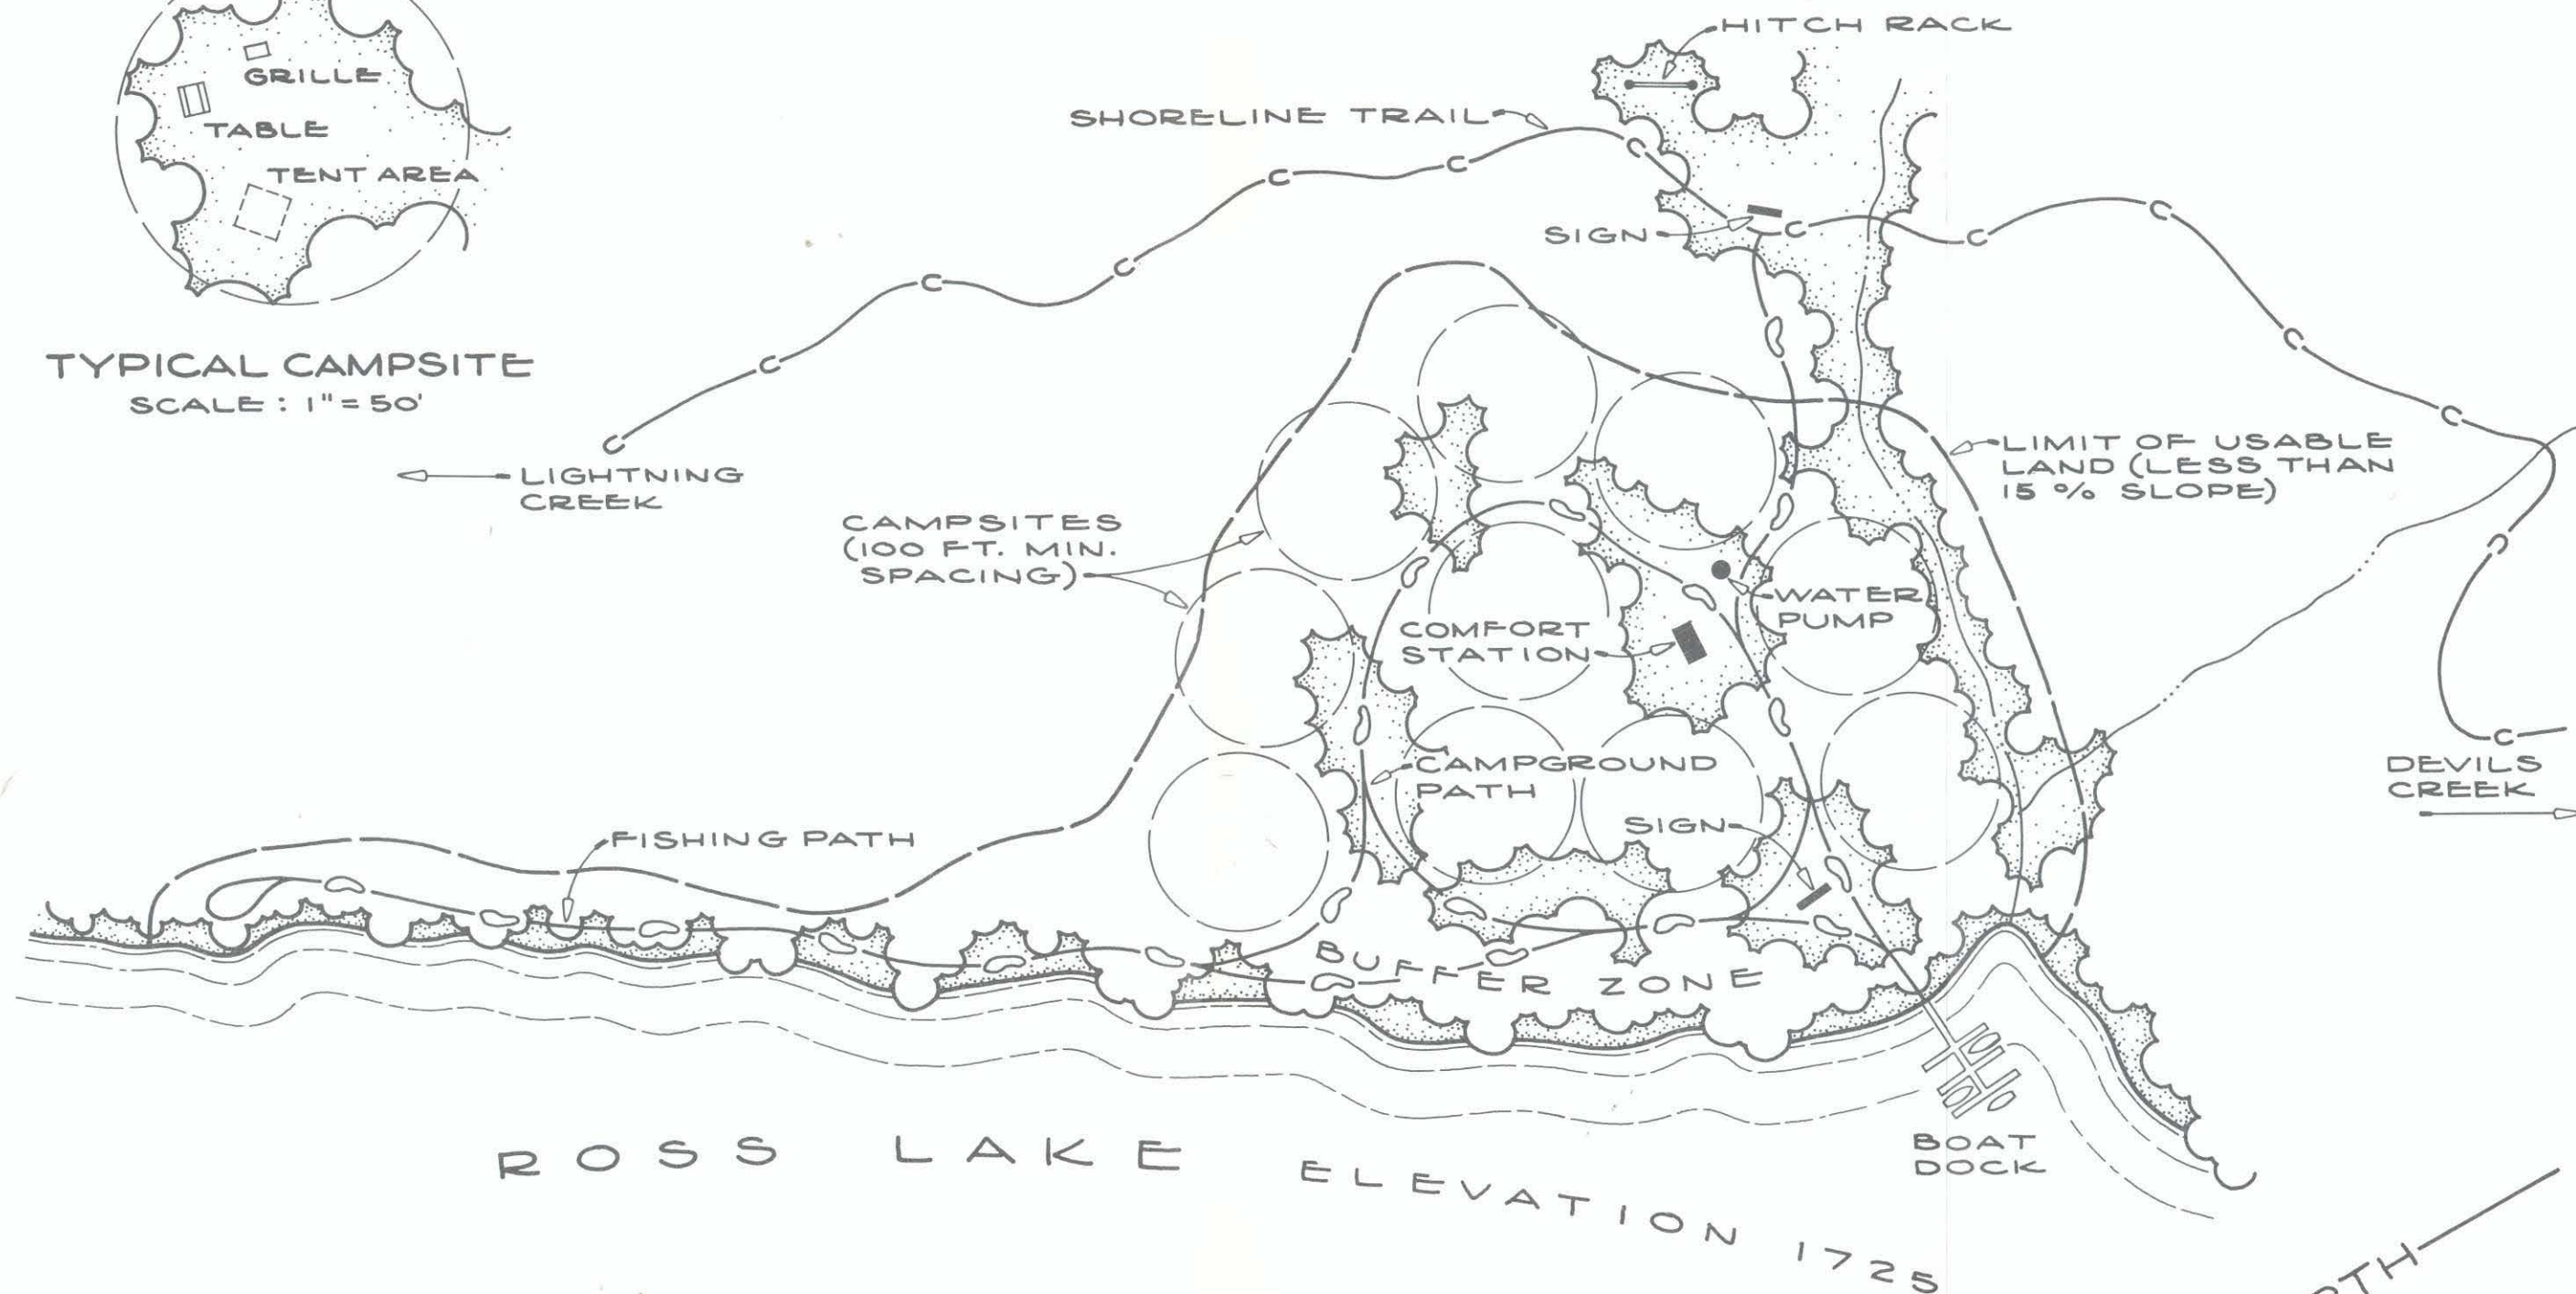 GRILLE
TABLE
TENT AREA
TYPICAL CAMPSITE
SCALE : 1" = 50'
HITCH RACK
SHORELINE TRAIL
SIGN
LIGHTNING
CREEK
LIMIT OF USABLE
LAND (LESS THAN
15 % SLOPE)
CAMPSITES
(100 FT. MIN.
SPACING)
WATER
PUMP
COMFORT
STATION
CAMPGROUND
PATH
SIGN
DEVILS
CREEK
FISHING PATH
BUFFER ZONE
BOAT
DOCK
ROSS LAKE ELEVATION 1725